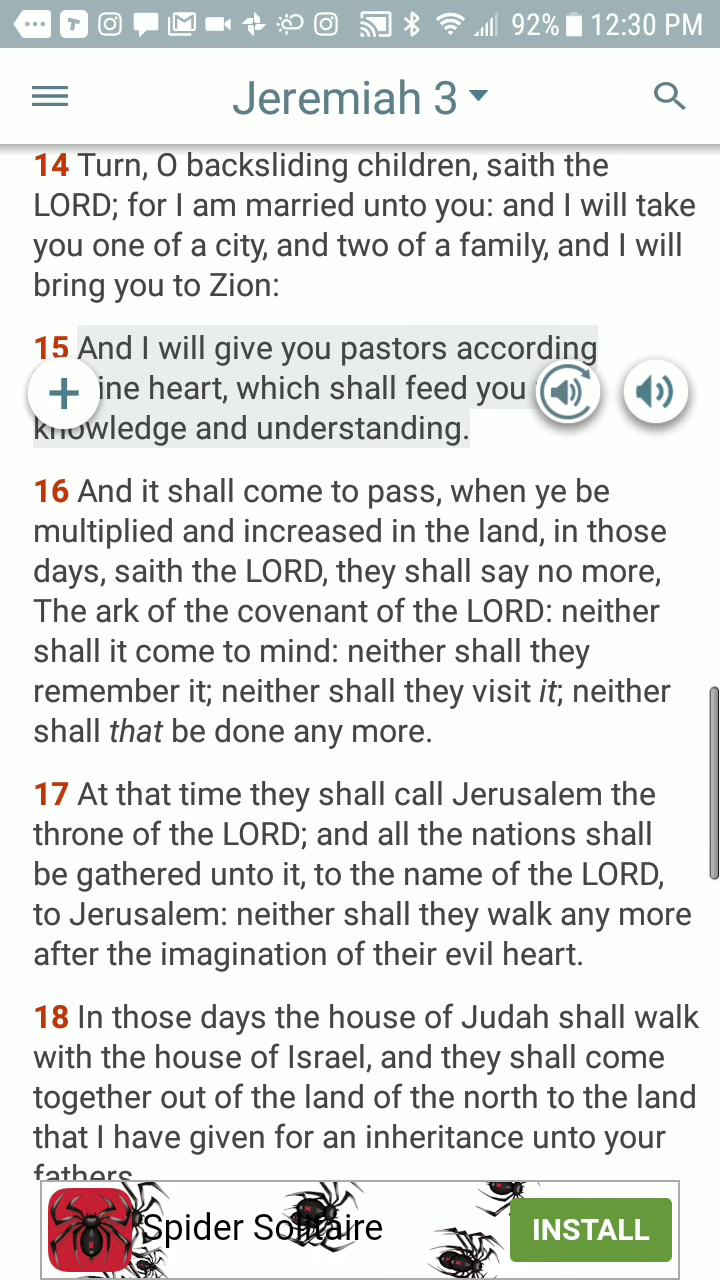 92% 12:30 PM
Jeremiah 3
14 Turn, O backsliding children, saith the
LORD; for I am married unto you: and I will take
you one of a city, and two of a family, and I will
bring you to Zion:
15 And I will give you pastors according
ine heart, which shall feed you
knowledge and understanding.
16 And it shall come to pass, when ye be
multiplied and increased in the land, in those
days, saith the LORD, they shall say no more,
The ark of the covenant of the LORD: neither
shall it come to mind: neither shall they
remember it; neither shall they visit it; neither
shall that be done any more.
17 At that time they shall call Jerusalem the
throne of the LORD; and all the nations shall
be gathered unto it, to the name of the LORD,
to Jerusalem: neither shall they walk any more
after the imagination of their evil heart.
18 In those days the house of Judah shall walk
with the house of Israel, and they shall come
together out of the land of the north to the land
that I have given for an inheritance unto your
fathers
Spider Solitaire
INSTALL